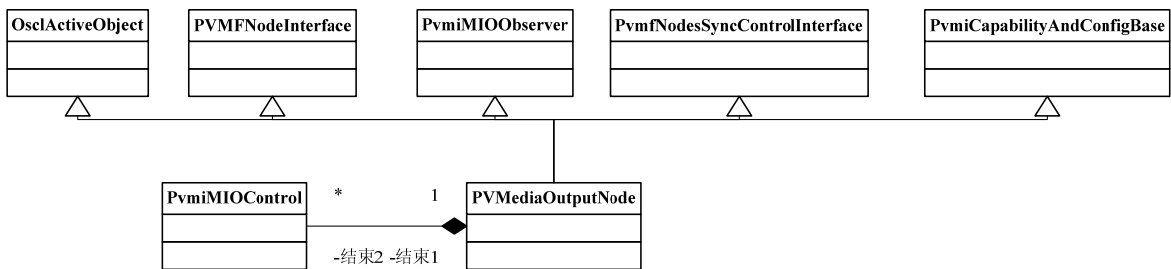 OsclActiveObject
PVMFNodeInterface
PvmiMIOObserver
PvmfNodesSyncControlInterface
PvmiCapabilityAndConfigBase
PvmiMIOControl
* 1
PVMediaOutputNode
-结束2 -结束1